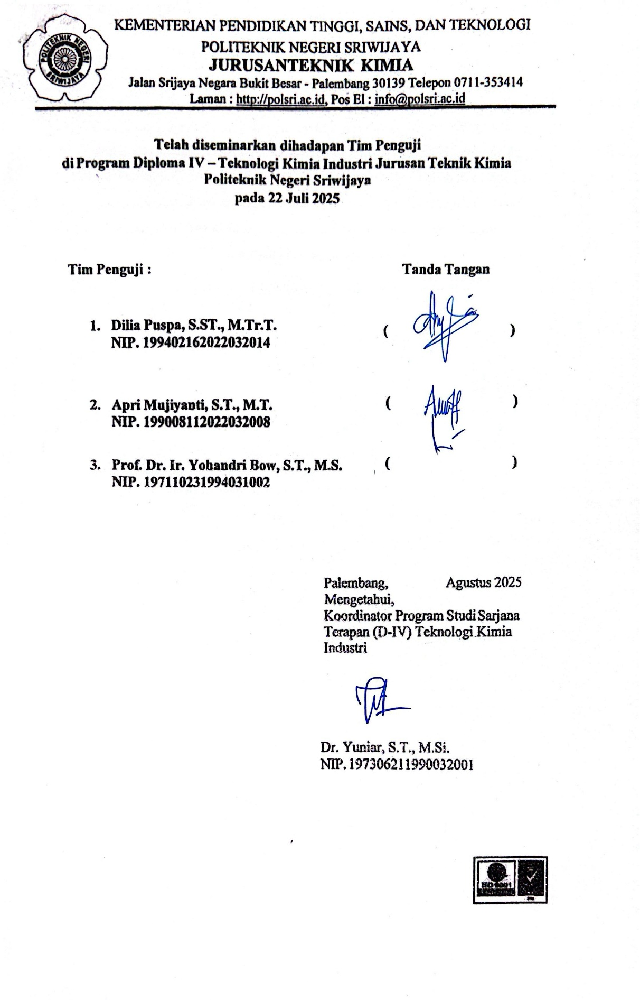 POLITEKNIK NEGERI
SRIWIJAYA
KEMENTERIAN PENDIDIKAN TINGGI, SAINS, DAN TEKNOLOGI
POLITEKNIK NEGERI SRIWIJAYA
JURUSANTEKNIK KIMIA
Jalan Srijaya Negara Bukit Besar - Palembang 30139 Telepon 0711-353414
Laman : http://polsri.ac.id, Pos El : info@polsri.ac.id
Telah diseminarkan dihadapan Tim Penguji
di Program Diploma IV – Teknologi Kimia Industri Jurusan Teknik Kimia
Politeknik Negeri Sriwijaya
pada 22 Juli 2025
Tim Penguji : Tanda Tangan
1. Dilia Puspa, S.ST., M.Tr.T. ( )
NIP. 199402162022032014
2. Apri Mujiyanti, S.T., M.T. ( )
NIP. 199008112022032008
3. Prof. Dr. Ir. Yohandri Bow, S.T., M.S. ( )
NIP. 197110231994031002
Palembang, Agustus 2025
Mengetahui,
Koordinator Program Studi Sarjana
Terapan (D-IV) Teknologi Kimia
Industri
Dr. Yuniar, S.T., M.Si.
NIP. 197306211990032001
ISO 9001